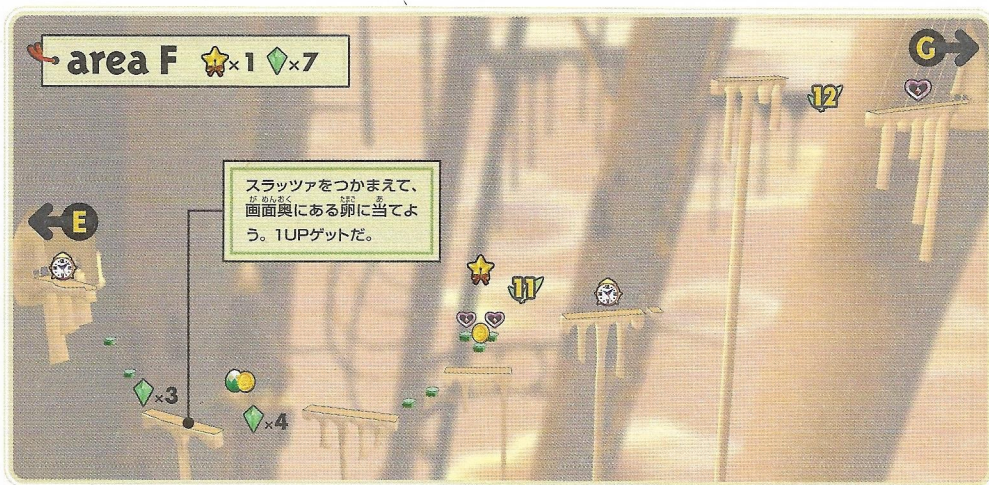 area F ×1 ×7
G
12
スラッツァをつかまえて、
画面奥にある卵に当てよ
う。1UPゲットだ。
E
11
×3
×4